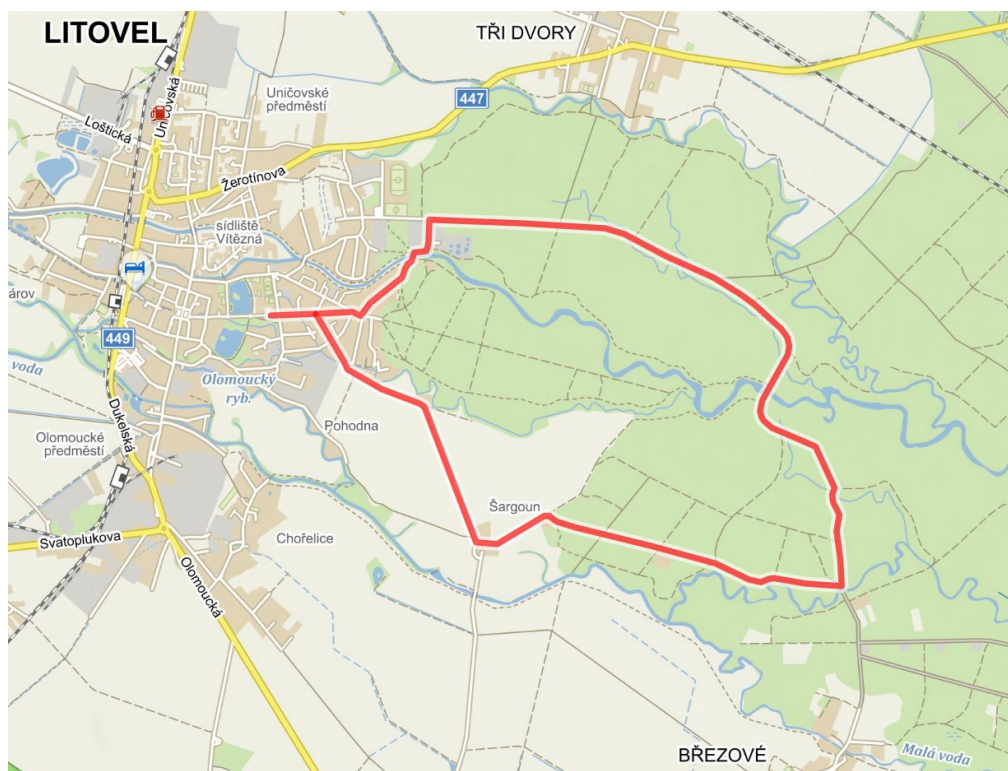 LITOVEL
TŘI DVORY
Uničovská
Uničovské
předměstí
447
Loštická
Žerotínova
sídliště
Vítězná
449
voda
Olomoucký
ryb.
Dukelská
Pohodna
Olomoucké
předměstí
Šargoun
Svatoplukova
Chořelice
Olomoucká
BŘEZOVÉ
Malá voda